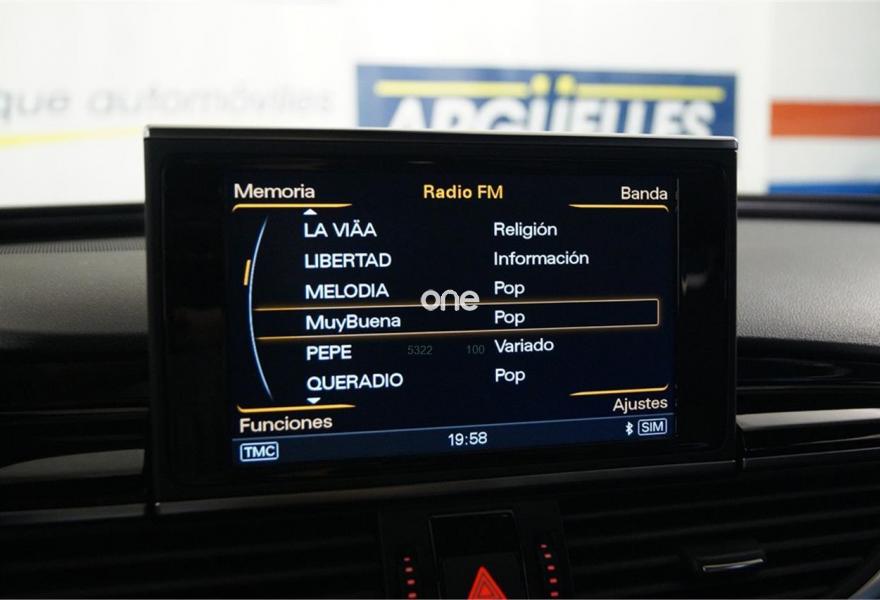 que automóviles
ARGÜELLES
Memoria Radio FM Banda
LA VIÄA Religión
LIBERTAD Información
MELODIA Pop
one
MuyBuena Pop
PEPE 5322 100 Variado
QUERADIO Pop
Funciones Ajustes
TMC 19:58 SIM